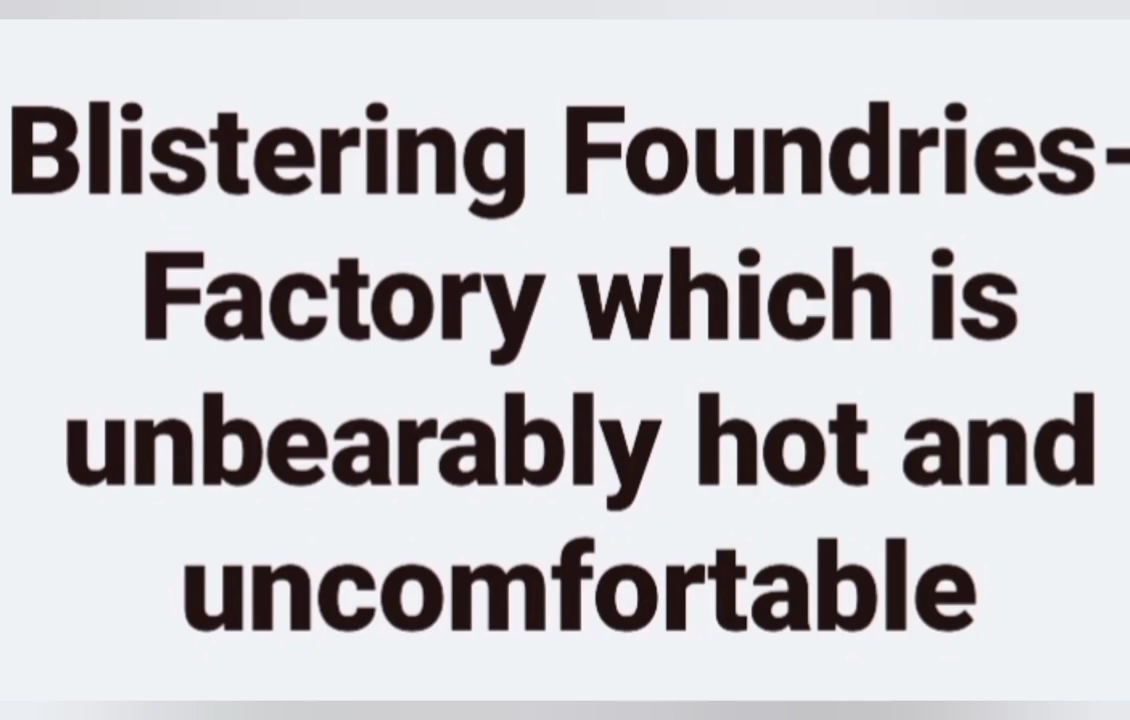 Blistering Foundries-
Factory which is
unbearably hot and
uncomfortable